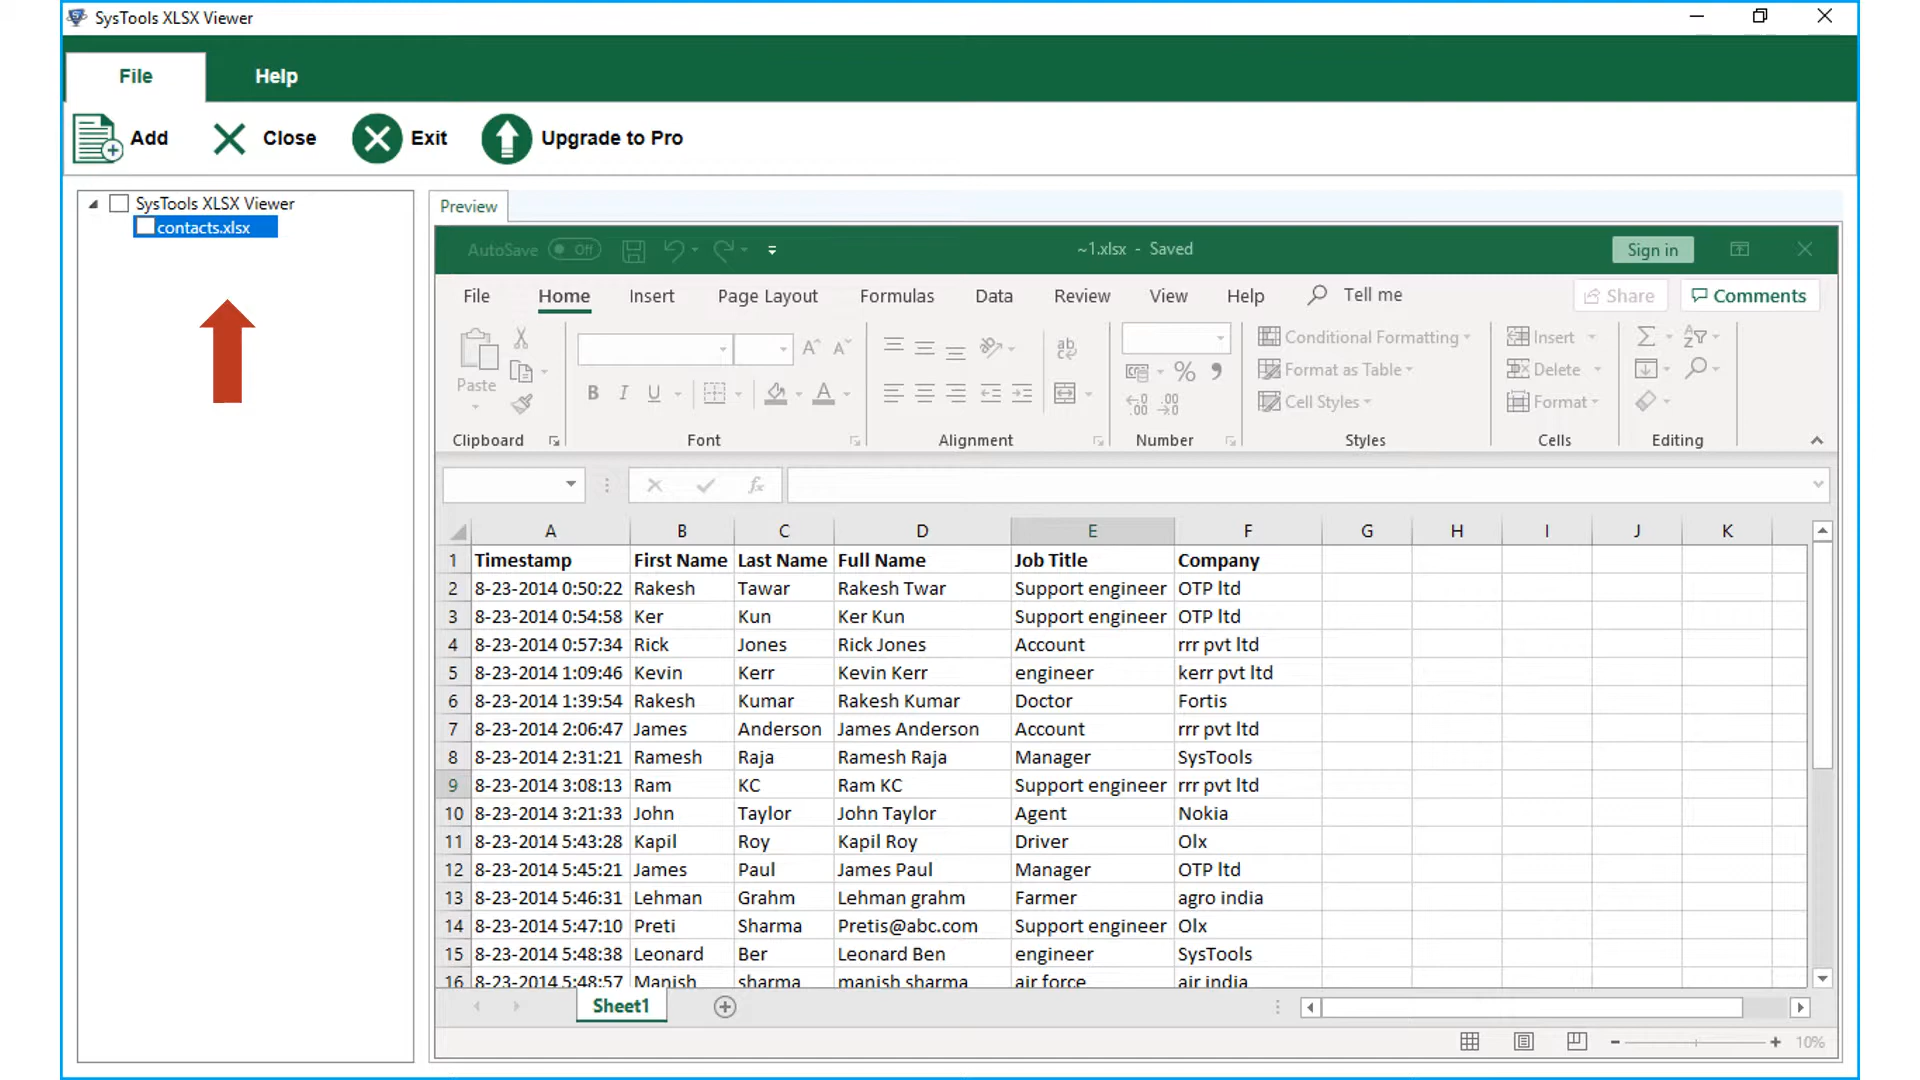 SysTools XLSX Viewer
File Help
Add Close Exit Upgrade to Pro
SysTools XLSX Viewer
contacts.xlsx
Preview
AutoSave Off ~1.xlsx - Saved Sign in
File Home Insert Page Layout Formulas Data Review View Help Tell me Share Comments
Paste
B I U A
ab
%
Conditional Formatting
Format as Table
Cell Styles
Insert
Delete
Format
Clipboard Font Alignment Number Styles Cells Editing
fx
A B C D E F G H I J K
1 Timestamp First Name Last Name Full Name Job Title Company
2 8-23-2014 0:50:22 Rakesh Tawar Rakesh Twar Support engineer OTP ltd
3 8-23-2014 0:54:58 Ker Kun Ker Kun Support engineer OTP ltd
4 8-23-2014 0:57:34 Rick Jones Rick Jones Account rrr pvt ltd
5 8-23-2014 1:09:46 Kevin Kerr Kevin Kerr engineer kerr pvt ltd
6 8-23-2014 1:39:54 Rakesh Kumar Rakesh Kumar Doctor Fortis
7 8-23-2014 2:06:47 James Anderson James Anderson Account rrr pvt ltd
8 8-23-2014 2:31:21 Ramesh Raja Ramesh Raja Manager SysTools
9 8-23-2014 3:08:13 Ram KC Ram KC Support engineer rrr pvt ltd
10 8-23-2014 3:21:33 John Taylor John Taylor Agent Nokia
11 8-23-2014 5:43:28 Kapil Roy Kapil Roy Driver Olx
12 8-23-2014 5:45:21 James Paul James Paul Manager OTP ltd
13 8-23-2014 5:46:31 Lehman Grahm Lehman grahm Farmer agro india
14 8-23-2014 5:47:10 Preti Sharma Pretis@abc.com Support engineer Olx
15 8-23-2014 5:48:38 Leonard Ber Leonard Ben engineer SysTools
16 8-23-2014 5:48:57 Manish sharma manish sharma air force air india
Sheet1
10%